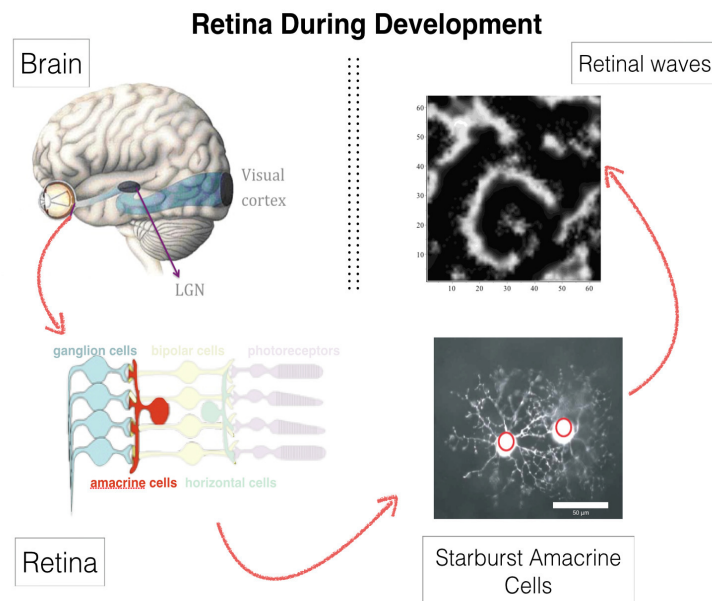 Retina During Development
Brain
Retinal waves
Visual
cortex
LGN
60
50
40
30
20
10
10 20 30 40 50 60
ganglion cells bipolar cells photoreceptors
amacrine cells horizontal cells
50 µm
Retina
Starburst Amacrine
Cells